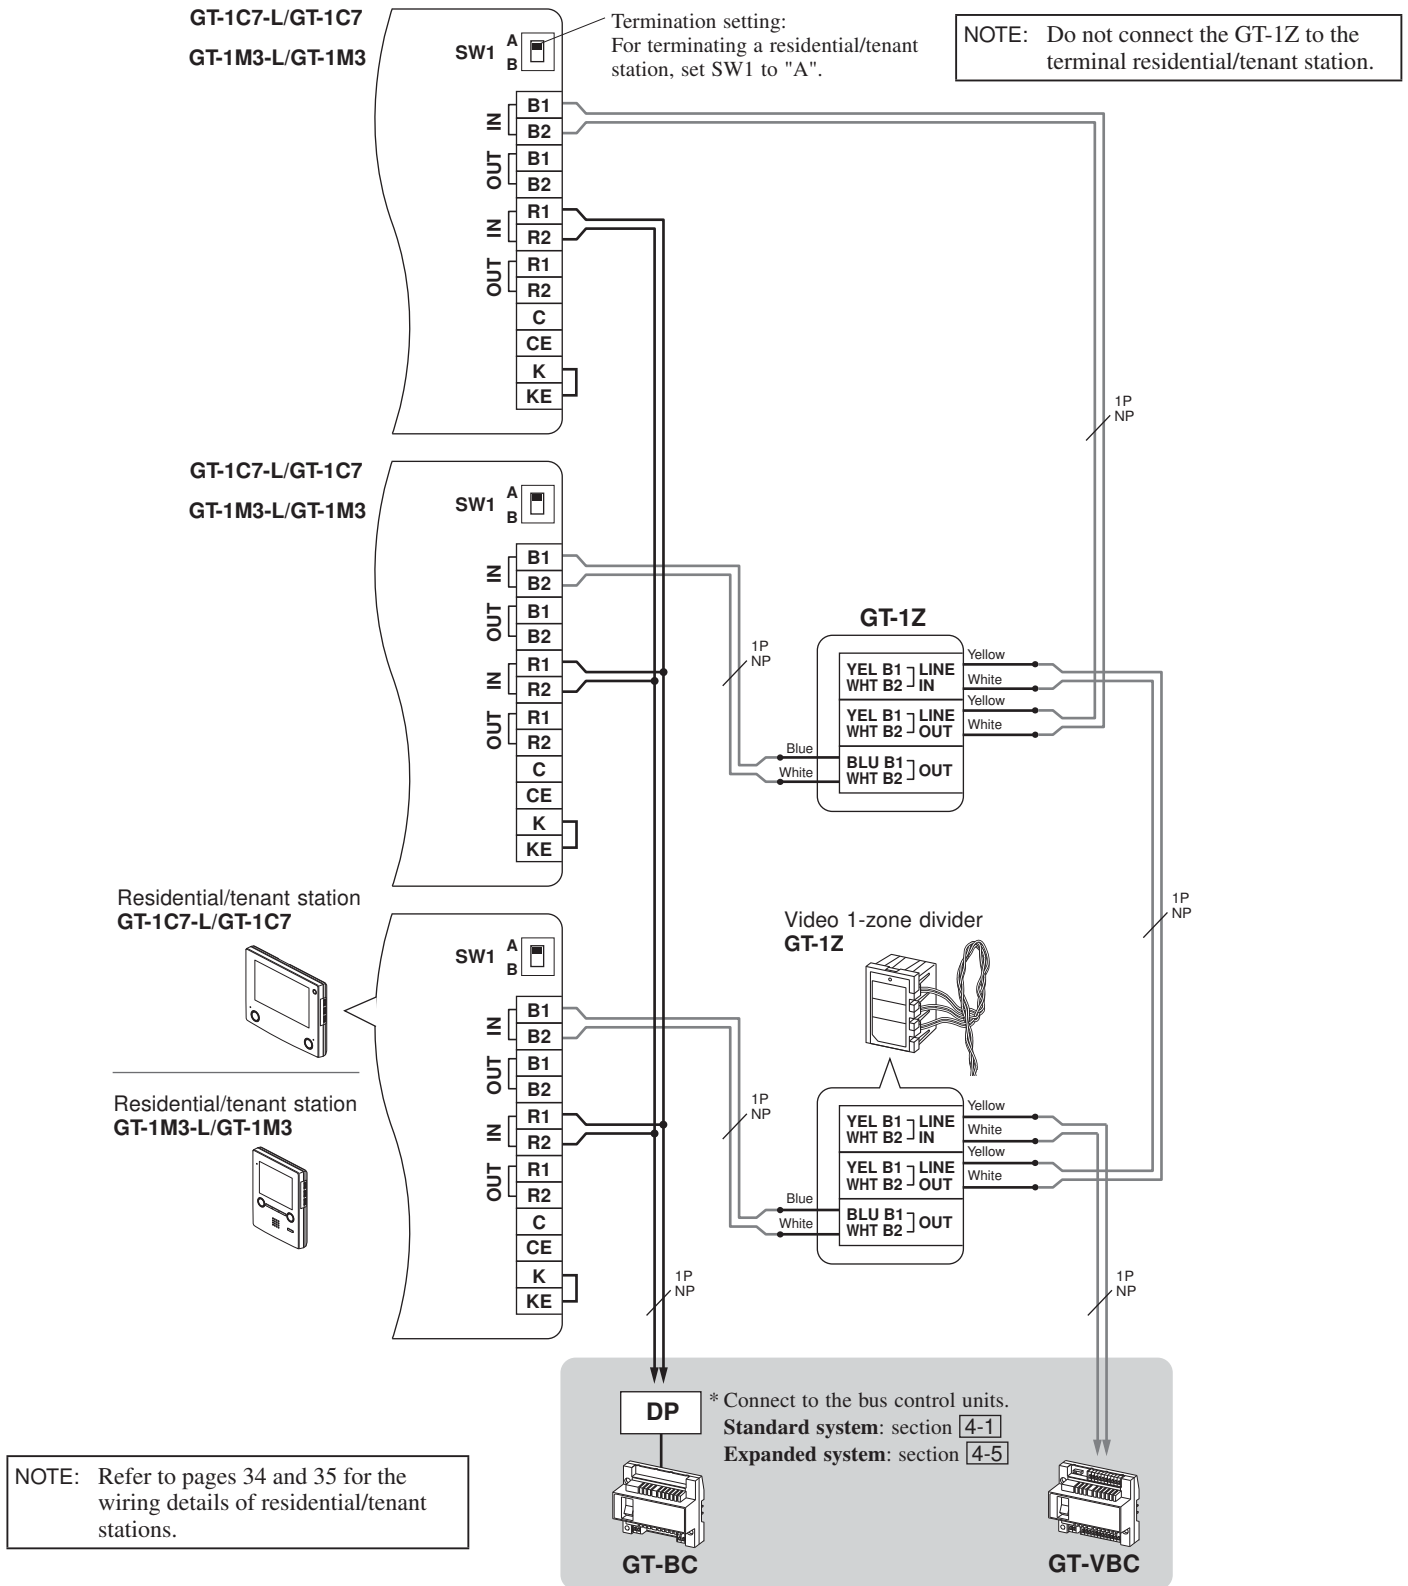 GT-1C7-L/GT-1C7
GT-1M3-L/GT-1M3
SW1
A
B
Termination setting:
For terminating a residential/tenant
station, set SW1 to "A".
NOTE: Do not connect the GT-1Z to the
terminal residential/tenant station.
IN
B1
B2
OUT
B1
B2
IN
R1
R2
OUT
R1
R2
C
CE
K
KE
1P
NP
GT-1C7-L/GT-1C7
GT-1M3-L/GT-1M3
SW1
A
B
IN
B1
B2
OUT
B1
B2
IN
R1
R2
OUT
R1
R2
C
CE
K
KE
1P
NP
GT-1Z
YEL B1 LINE
WHT B2 IN
YEL B1 LINE
WHT B2 OUT
BLU B1 OUT
WHT B2
Yellow
White
Yellow
White
Blue
White
1P
NP
Residential/tenant station
GT-1C7-L/GT-1C7
Residential/tenant station
GT-1M3-L/GT-1M3
SW1
A
B
IN
B1
B2
OUT
B1
B2
IN
R1
R2
OUT
R1
R2
C
CE
K
KE
Video 1-zone divider
GT-1Z
1P
NP
YEL B1 LINE
WHT B2 IN
YEL B1 LINE
WHT B2 OUT
BLU B1 OUT
WHT B2
Yellow
White
Yellow
White
Blue
White
1P
NP
1P
NP
DP
* Connect to the bus control units.
Standard system: section 4-1
Expanded system: section 4-5
GT-BC
GT-VBC
NOTE: Refer to pages 34 and 35 for the
wiring details of residential/tenant
stations.